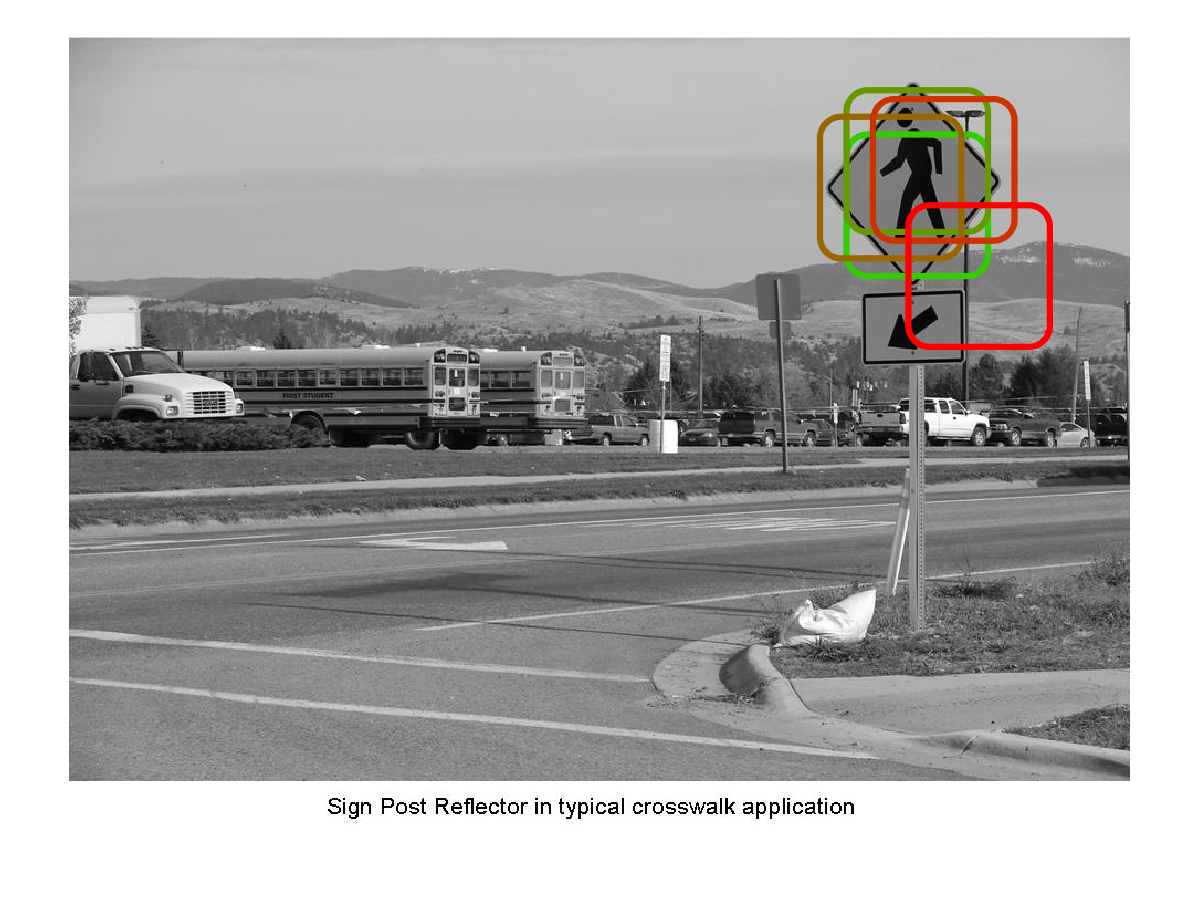 FIRST STUDENT
Sign Post Reflector in typical crosswalk application